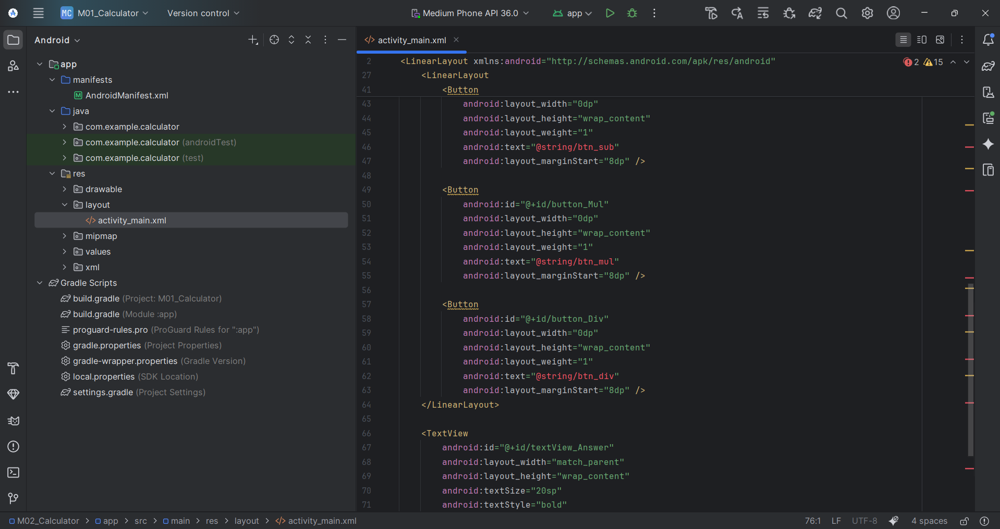 MC M01_Calculator Version control Medium Phone API 36.0 app
Android
app
manifests
AndroidManifest.xml
java
com.example.calculator
com.example.calculator (androidTest)
com.example.calculator (test)
res
drawable
layout
activity_main.xml
mipmap
values
xml
Gradle Scripts
build.gradle (Project: M01_Calculator)
build.gradle (Module :app)
proguard-rules.pro (ProGuard Rules for ":app")
gradle.properties (Project Properties)
gradle-wrapper.properties (Gradle Version)
local.properties (SDK Location)
settings.gradle (Project Settings)
activity_main.xml
2 15
2 <LinearLayout xmlns:android="http://schemas.android.com/apk/res/android"
27 <LinearLayout
41 <Button
43 android:layout_width="0dp"
44 android:layout_height="wrap_content"
45 android:layout_weight="1"
46 android:text="@string/btn_sub"
47 android:layout_marginStart="8dp" />
48
49 <Button
50 android:id="@+id/button_Mul"
51 android:layout_width="0dp"
52 android:layout_height="wrap_content"
53 android:layout_weight="1"
54 android:text="@string/btn_mul"
55 android:layout_marginStart="8dp" />
56
57 <Button
58 android:id="@+id/button_Div"
59 android:layout_width="0dp"
60 android:layout_height="wrap_content"
61 android:layout_weight="1"
62 android:text="@string/btn_div"
63 android:layout_marginStart="8dp" />
64 </LinearLayout>
65
66 <TextView
67 android:id="@+id/textView_Answer"
68 android:layout_width="match_parent"
69 android:layout_height="wrap_content"
70 android:textSize="20sp"
71 android:textStyle="bold"
M02_Calculator > app > src > main > res > layout > activity_main.xml
76:1 LF UTF-8 4 spaces